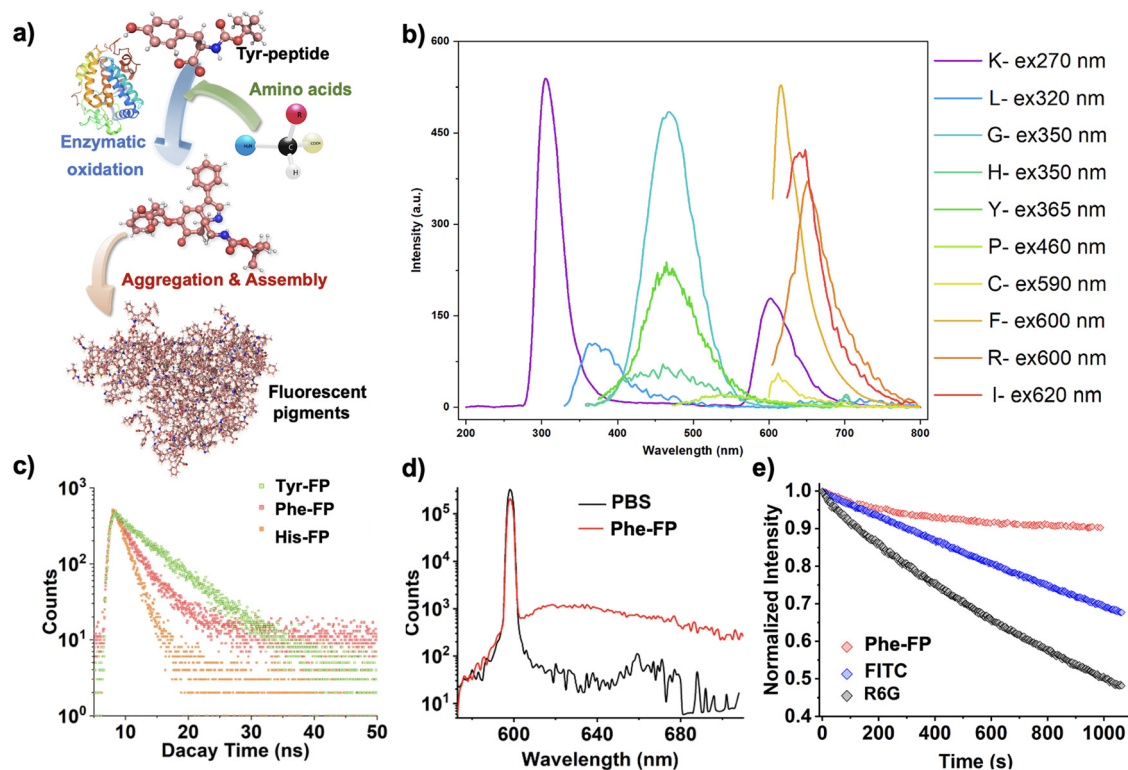 a)
Tyr-peptide
Amino acids
R
H₂N
C
COOH
H
Enzymatic
oxidation
Aggregation & Assembly
Fluorescent
pigments
b)
600
450
300
150
0
Intensity (a.u.)
200 300 400 500 600 700 800
Wavelength (nm)
K- ex270 nm
L- ex320 nm
G- ex350 nm
H- ex350 nm
Y- ex365 nm
P- ex460 nm
C- ex590 nm
F- ex600 nm
R- ex600 nm
I- ex620 nm
c)
10³
10²
10¹
10⁰
Counts
Tyr-FP
Phe-FP
His-FP
10 20 30 40 50
Dacay Time (ns)
d)
10⁵
10⁴
10³
10²
10¹
Counts
PBS
Phe-FP
600 640 680
Wavelength (nm)
e)
1.0
0.9
0.8
0.7
0.6
0.5
0.4
Normalized Intensity
Phe-FP
FITC
R6G
0 200 400 600 800 1000
Time (s)